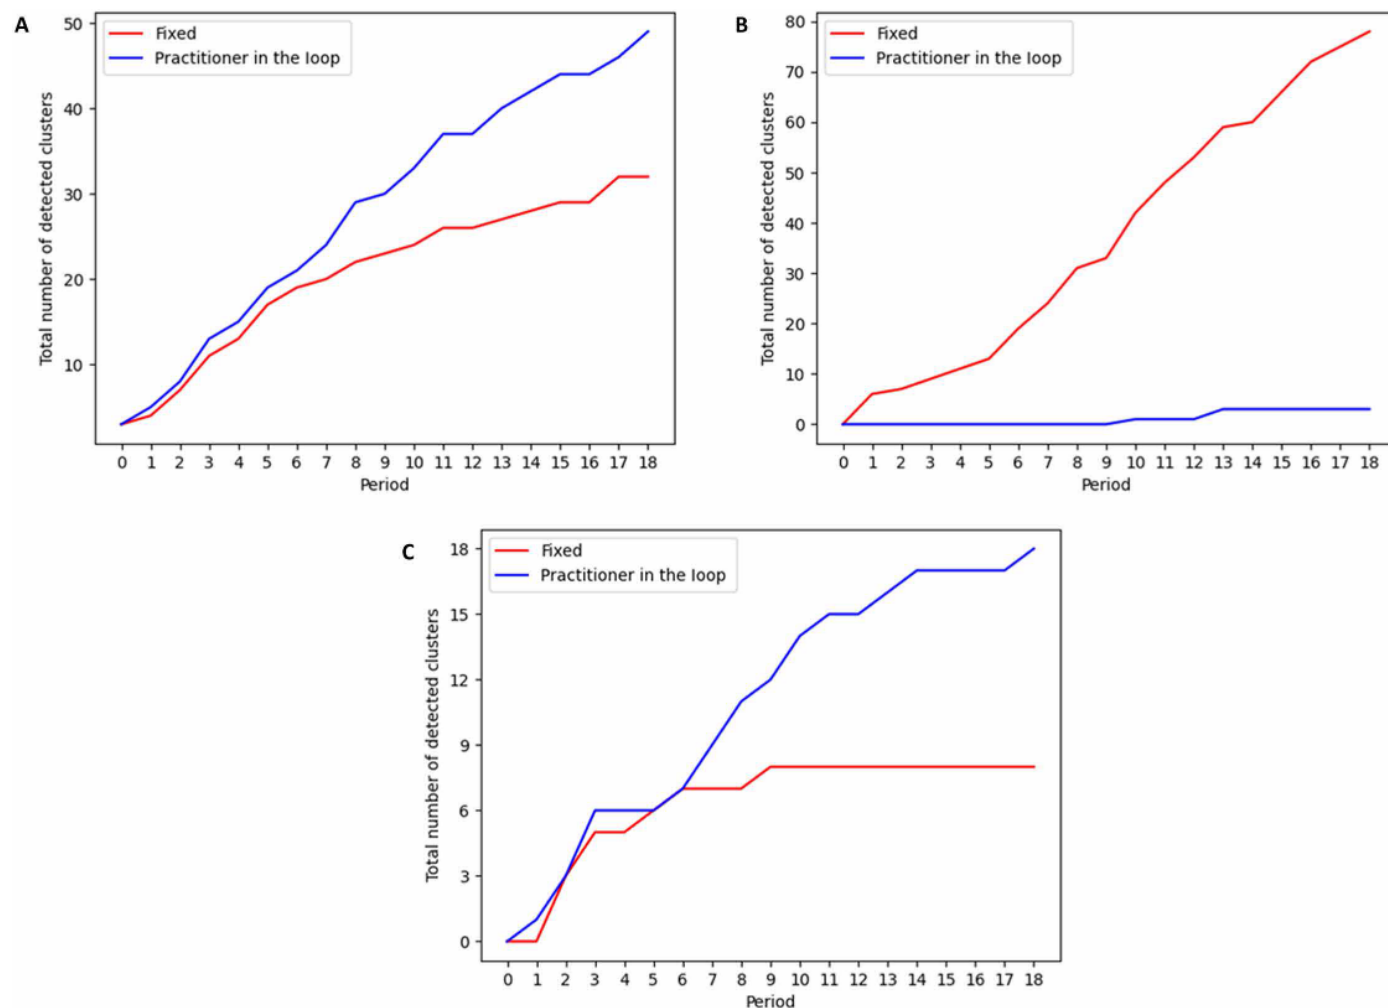 A
Fixed
Practitioner in the loop
Total number of detected clusters
50
40
30
20
10
0 1 2 3 4 5 6 7 8 9 10 11 12 13 14 15 16 17 18
Period
B
Fixed
Practitioner in the loop
Total number of detected clusters
80
70
60
50
40
30
20
10
0
0 1 2 3 4 5 6 7 8 9 10 11 12 13 14 15 16 17 18
Period
C
Fixed
Practitioner in the loop
Total number of detected clusters
18
15
12
9
6
3
0
0 1 2 3 4 5 6 7 8 9 10 11 12 13 14 15 16 17 18
Period